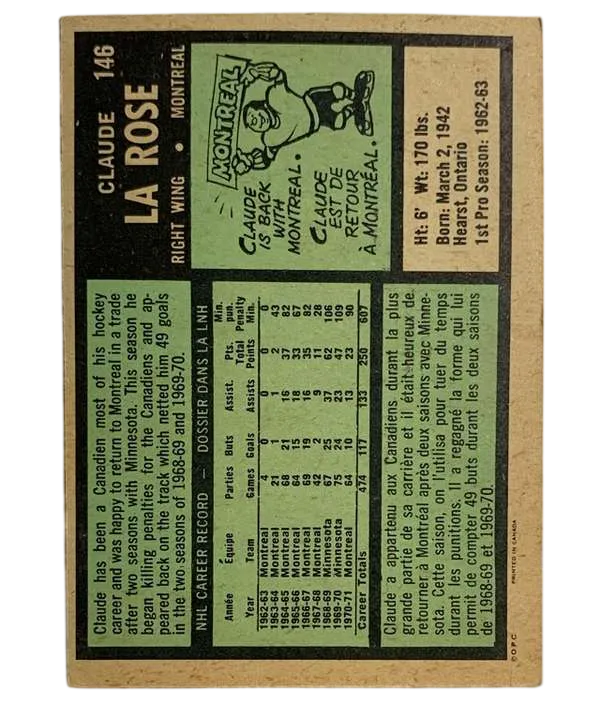 CLAUDE 146
LA ROSE
RIGHT WING • MONTREAL
Claude has been a Canadien most of his hockey
career and was happy to return to Montreal in a trade
after two seasons with Minnesota. This season he
began killing penalties for the Canadiens and ap-
peared back on the track which netted him 49 goals
in the two seasons of 1968-69 and 1969-70.
MONTREAL
CLAUDE
IS BACK
WITH
MONTREAL.
CLAUDE
EST DE
RETOUR
À MONTRÉAL.
NHL CAREER RECORD — DOSSIER DANS LA LNH
Année Équipe Parties Buts Assist. Pts. Total Min. pun.
Year Team Games Goals Assists Points Penalty Min.
1962-63 Montreal 4 0 0 0 0
1963-64 Montreal 21 1 1 2 43
1964-65 Montreal 68 21 16 37 82
1965-66 Montreal 64 15 18 33 67
1966-67 Montreal 69 19 16 35 82
1967-68 Montreal 42 2 9 11 28
1968-69 Minnesota 67 25 37 62 106
1969-70 Minnesota 75 24 23 47 109
1970-71 Montreal 64 10 13 23 90
Career Totals 474 117 133 250 607
Claude a appartenu aux Canadiens durant la plus
grande partie de sa carrière et il était heureux de
retourner à Montréal après deux saisons avec Minne-
sota. Cette saison, on l'utilisa pour tuer du temps
durant les punitions. Il a regagné la forme qui lui
permit de compter 49 buts durant les deux saisons
de 1968-69 et 1969-70.
Ht: 6' Wt: 170 lbs.
Born: March 2, 1942
Hearst, Ontario
1st Pro Season: 1962-63
© O.P.C. PRINTED IN CANADA